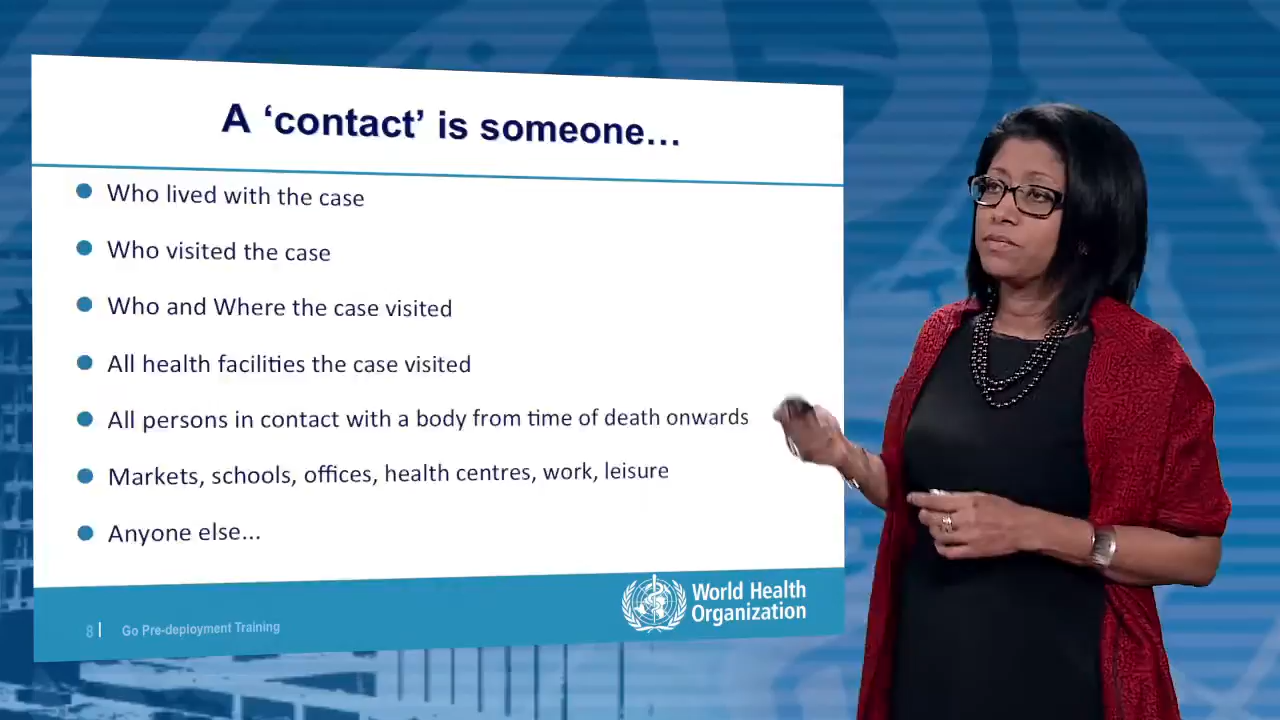 A ‘contact’ is someone…
Who lived with the case
Who visited the case
Who and Where the case visited
All health facilities the case visited
All persons in contact with a body from time of death onwards
Markets, schools, offices, health centres, work, leisure
Anyone else...
World Health
Organization
8 | Go Pre-deployment Training